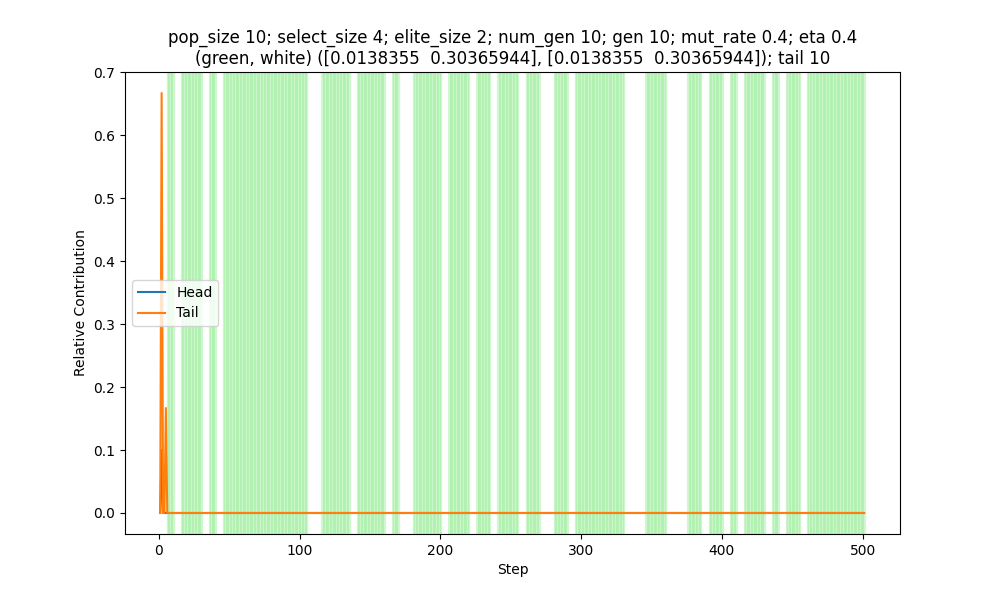 pop_size 10; select_size 4; elite_size 2; num_gen 10; gen 10; mut_rate 0.4; eta 0.4
(green, white) ([0.0138355  0.30365944], [0.0138355  0.30365944]); tail 10
0.7
0.6
0.5
0.4
0.3
0.2
0.1
0.0
Relative Contribution
Head
Tail
0 100 200 300 400 500
Step